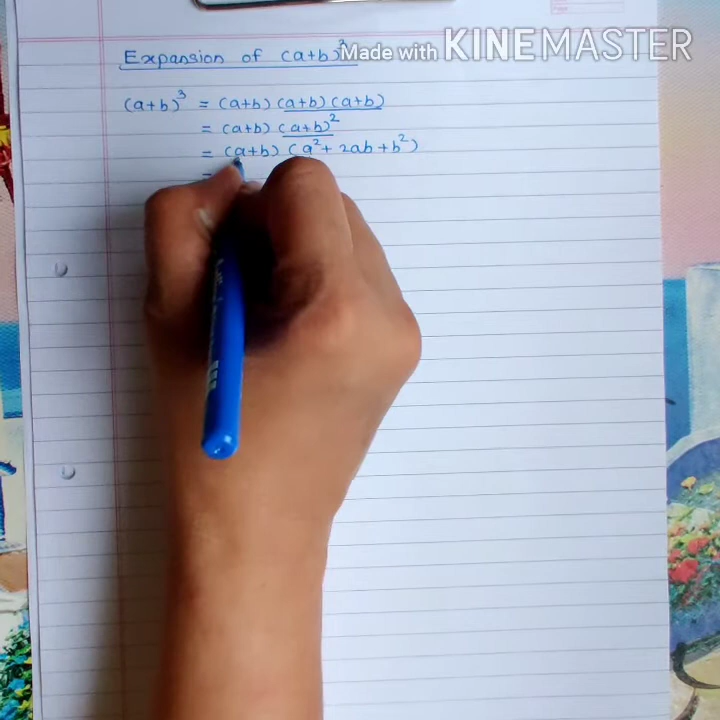 Expansion of (a+b)³
Made with KINEMASTER
(a+b)³ = (a+b) (a+b) (a+b)
= (a+b) (a+b)²
= (a+b) (a² + 2ab + b²)
=